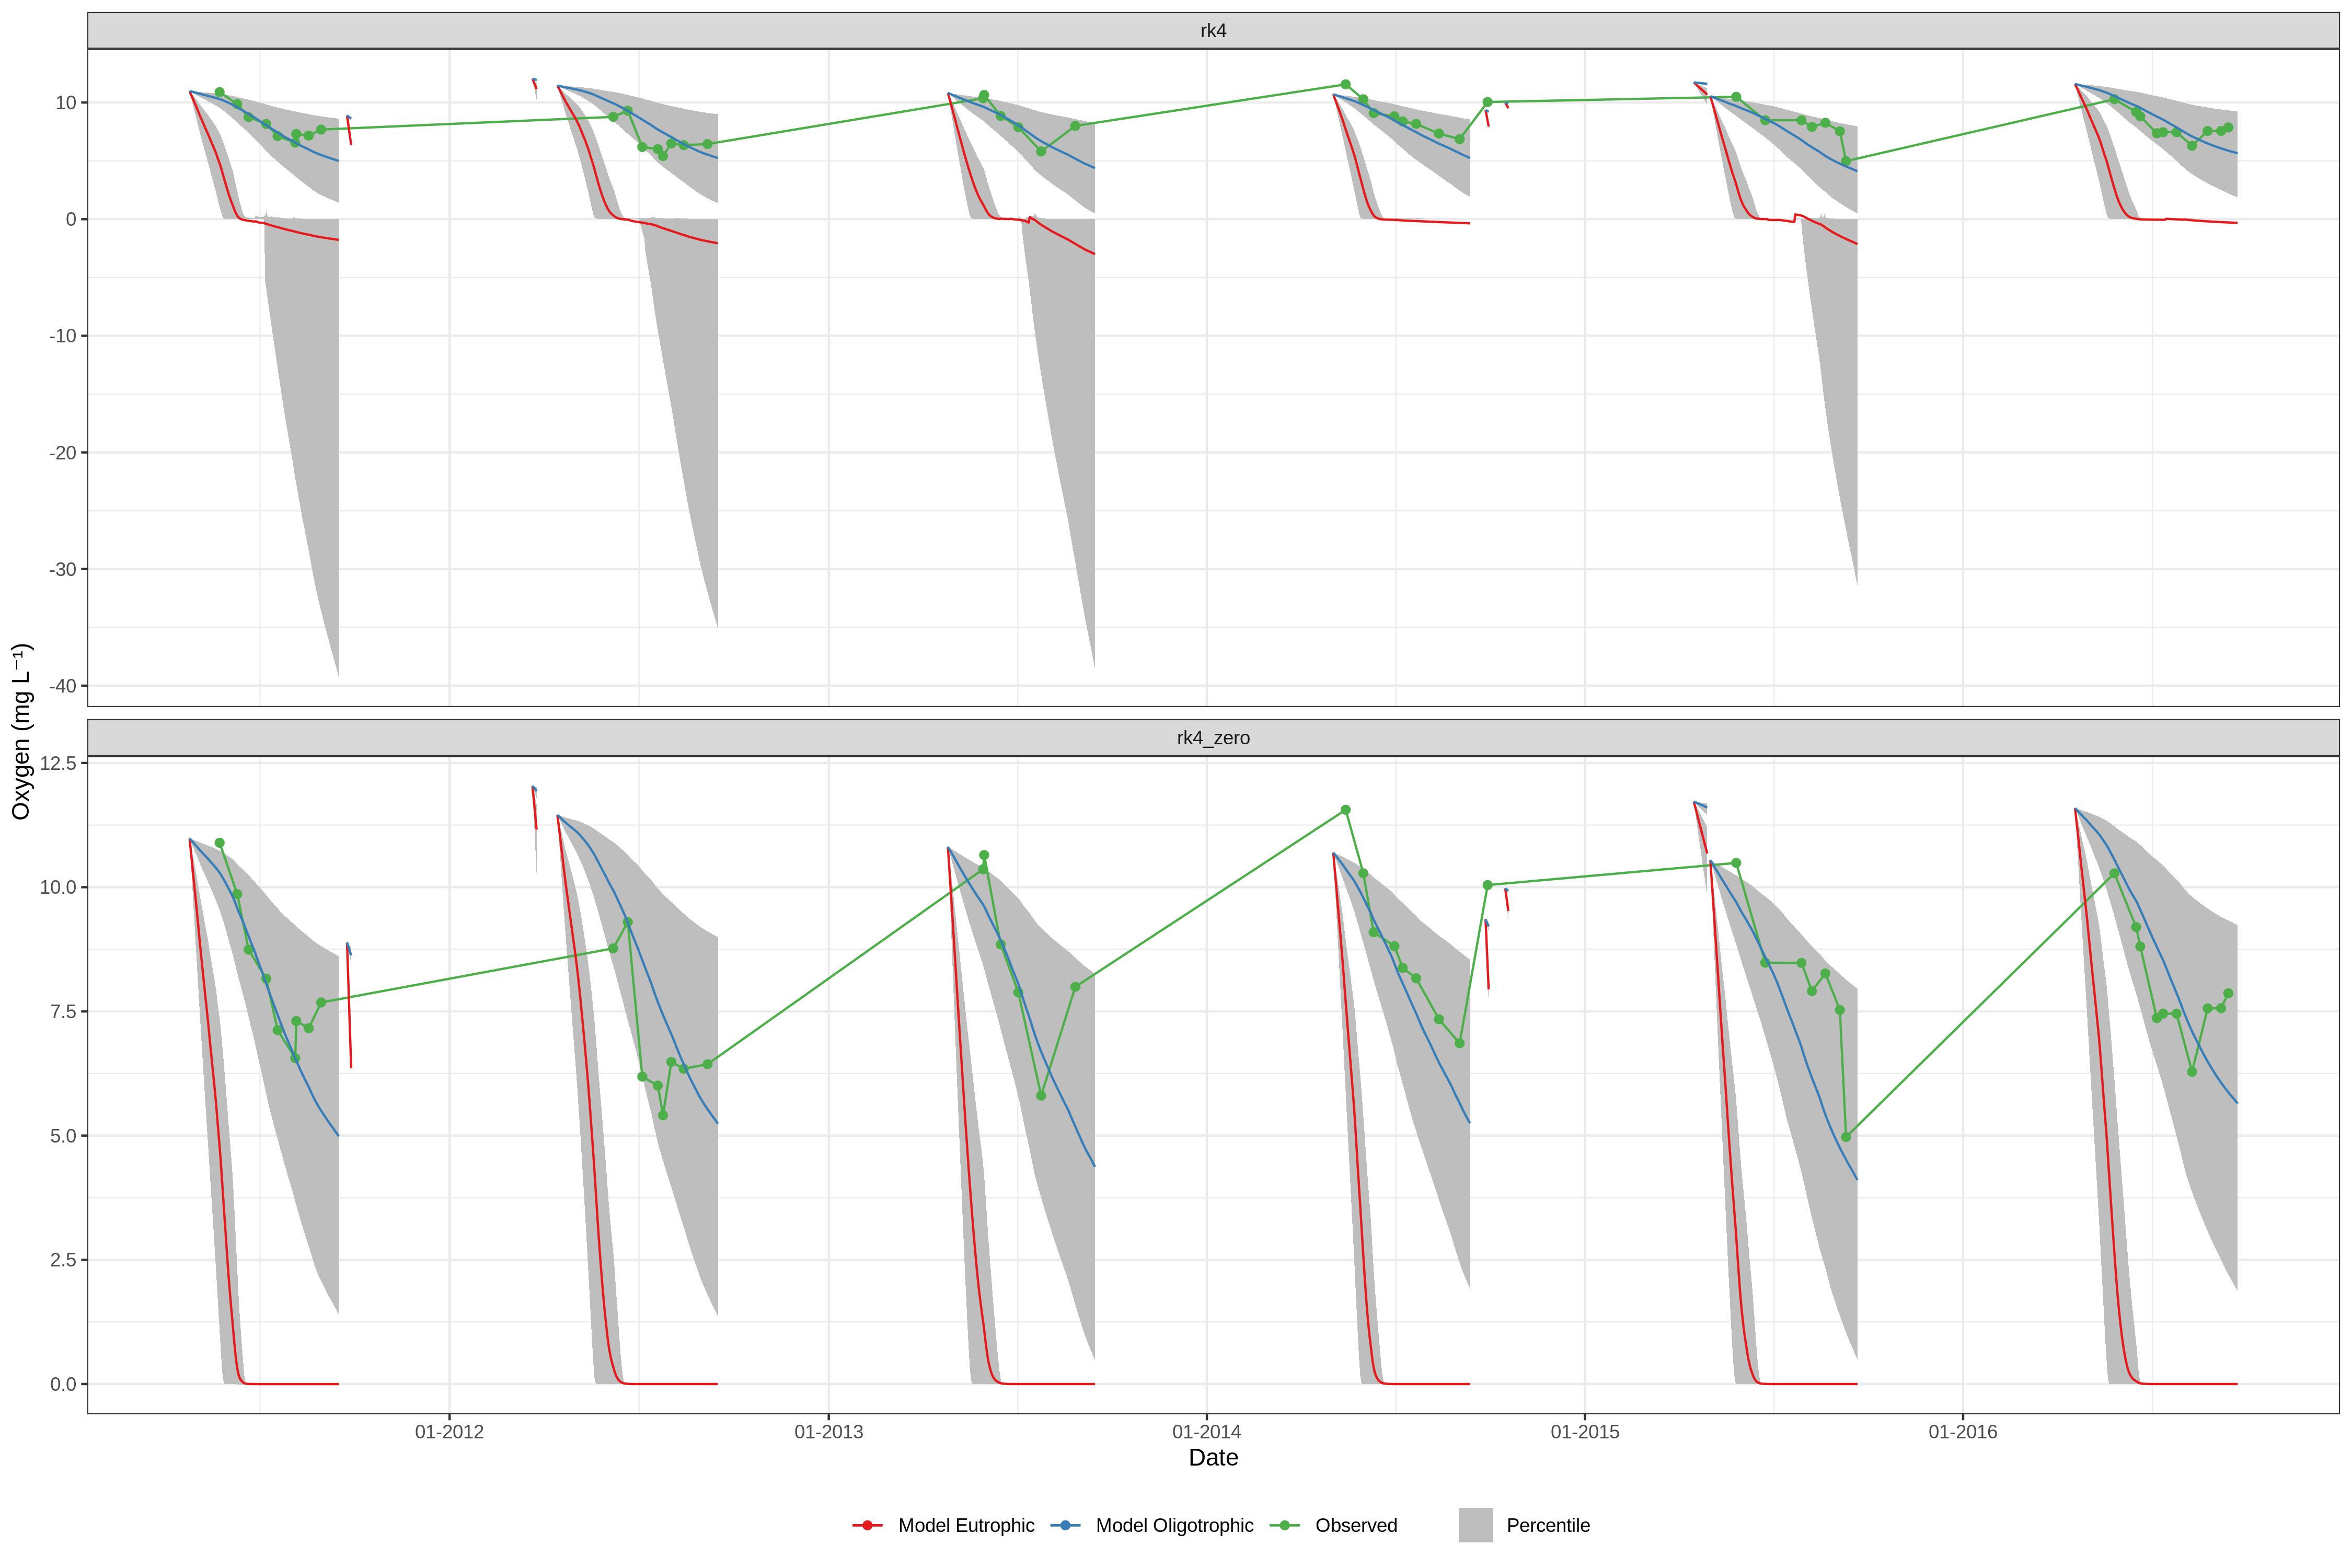 rk4
10
0
-10
-20
-30
-40
Oxygen (mg L⁻¹)
rk4_zero
12.5
10.0
7.5
5.0
2.5
0.0
01-2012 01-2013 01-2014 01-2015 01-2016
Date
Model Eutrophic Model Oligotrophic Observed Percentile